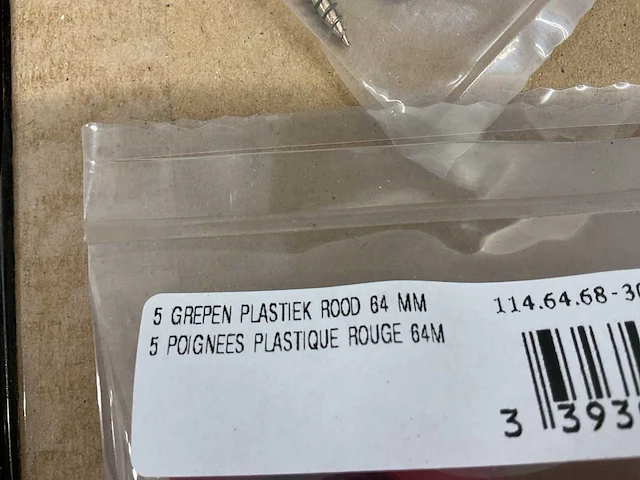 5 GREPEN PLASTIEK ROOD 64 MM
5 POIGNEES PLASTIQUE ROUGE 64M
114.64.68-30
3 393